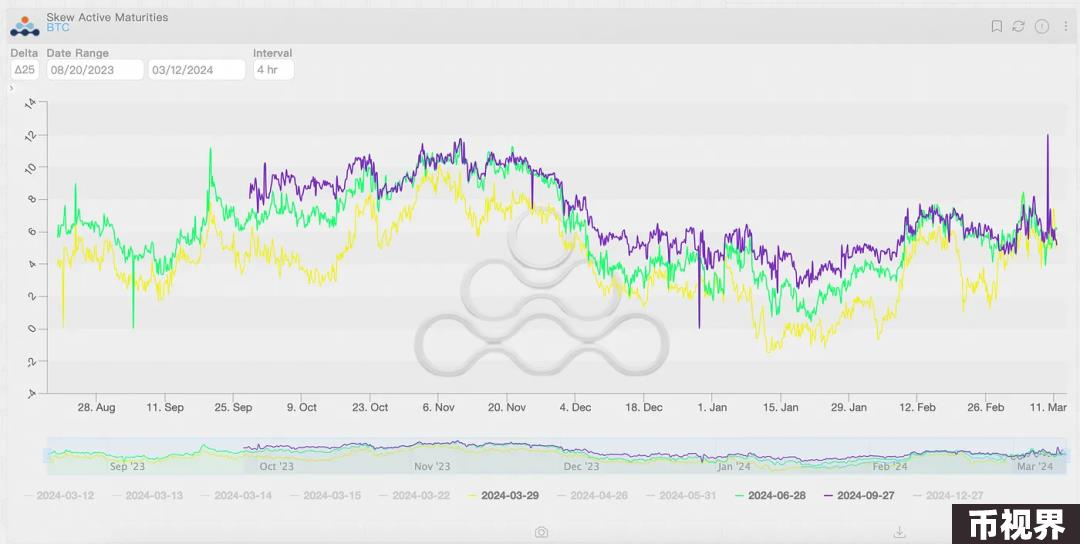 Skew Active Maturities
BTC
Delta Date Range Interval
Δ25 08/20/2023 03/12/2024 4 hr
14
12
10
8
6
4
2
0
-2
-4
28. Aug 11. Sep 25. Sep 9. Oct 23. Oct 6. Nov 20. Nov 4. Dec 18. Dec 1. Jan 15. Jan 29. Jan 12. Feb 26. Feb 11. Mar
Sep '23 Oct '23 Nov '23 Dec '23 Jan '24 Feb '24 Mar '24
2024-03-12 2024-03-13 2024-03-14 2024-03-15 2024-03-22 2024-03-29 2024-04-26 2024-05-31 2024-06-28 2024-09-27 2024-12-27
币视界